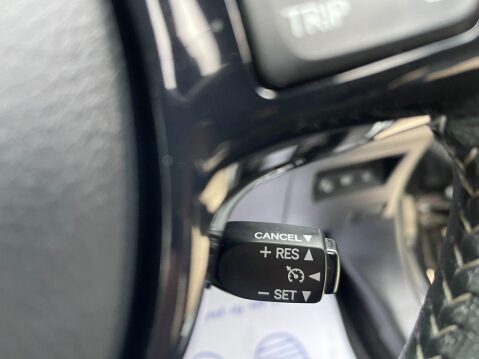 TRIP
CANCEL ▼
+ RES ▲
◀
− SET ▼